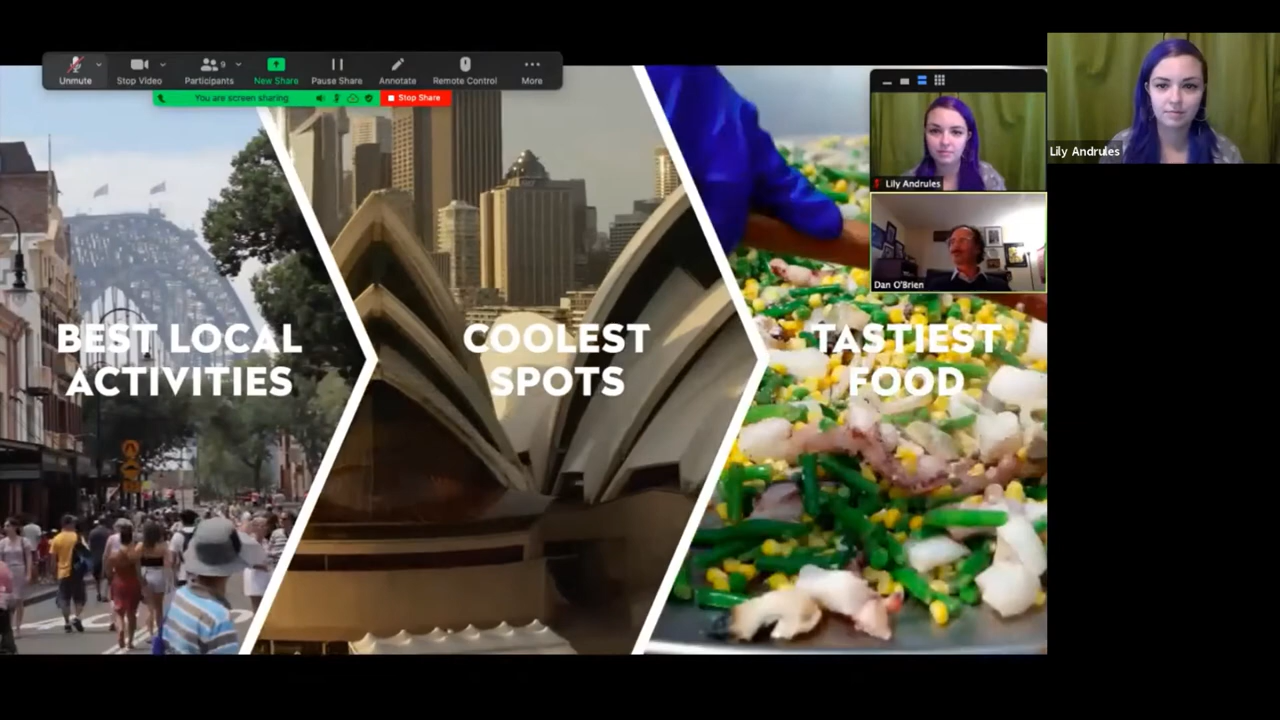 Unmute
Stop Video
Participants
9
New Share
Pause Share
Annotate
Remote Control
More
You are screen sharing
Stop Share
Lily Andrules
Dan O'Brien
Lily Andrules
BEST LOCAL
ACTIVITIES
COOLEST
SPOTS
TASTIEST
FOOD